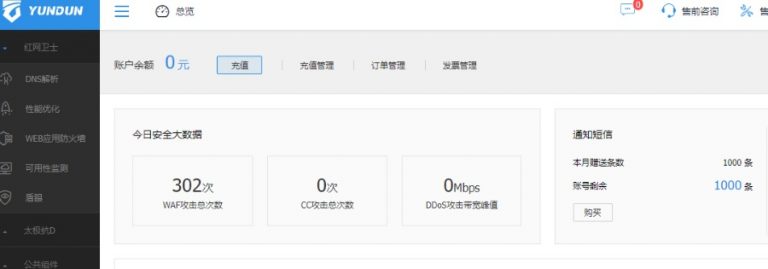 YUNDUN
总览
0
售前咨询
红网卫士
DNS解析
性能优化
WEB应用防火墙
可用性监测
盾眼
太极抗D
公共组件
账户余额 0 元 充值 充值管理 订单管理 发票管理
今日安全大数据
302次
WAF攻击总次数
0次
CC攻击总次数
0Mbps
DDoS攻击带宽峰值
通知短信
本月赠送条数 1000 条
账号剩余 1000 条
购买